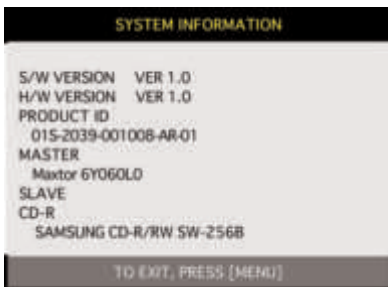 SYSTEM INFORMATION
S/W VERSION VER 1.0
H/W VERSION VER 1.0
PRODUCT ID
01S-2039-001008-AR-01
MASTER
Maxtor 6Y060L0
SLAVE
CD-R
SAMSUNG CD-R/RW SW-256B
TO EXIT, PRESS [MENU]